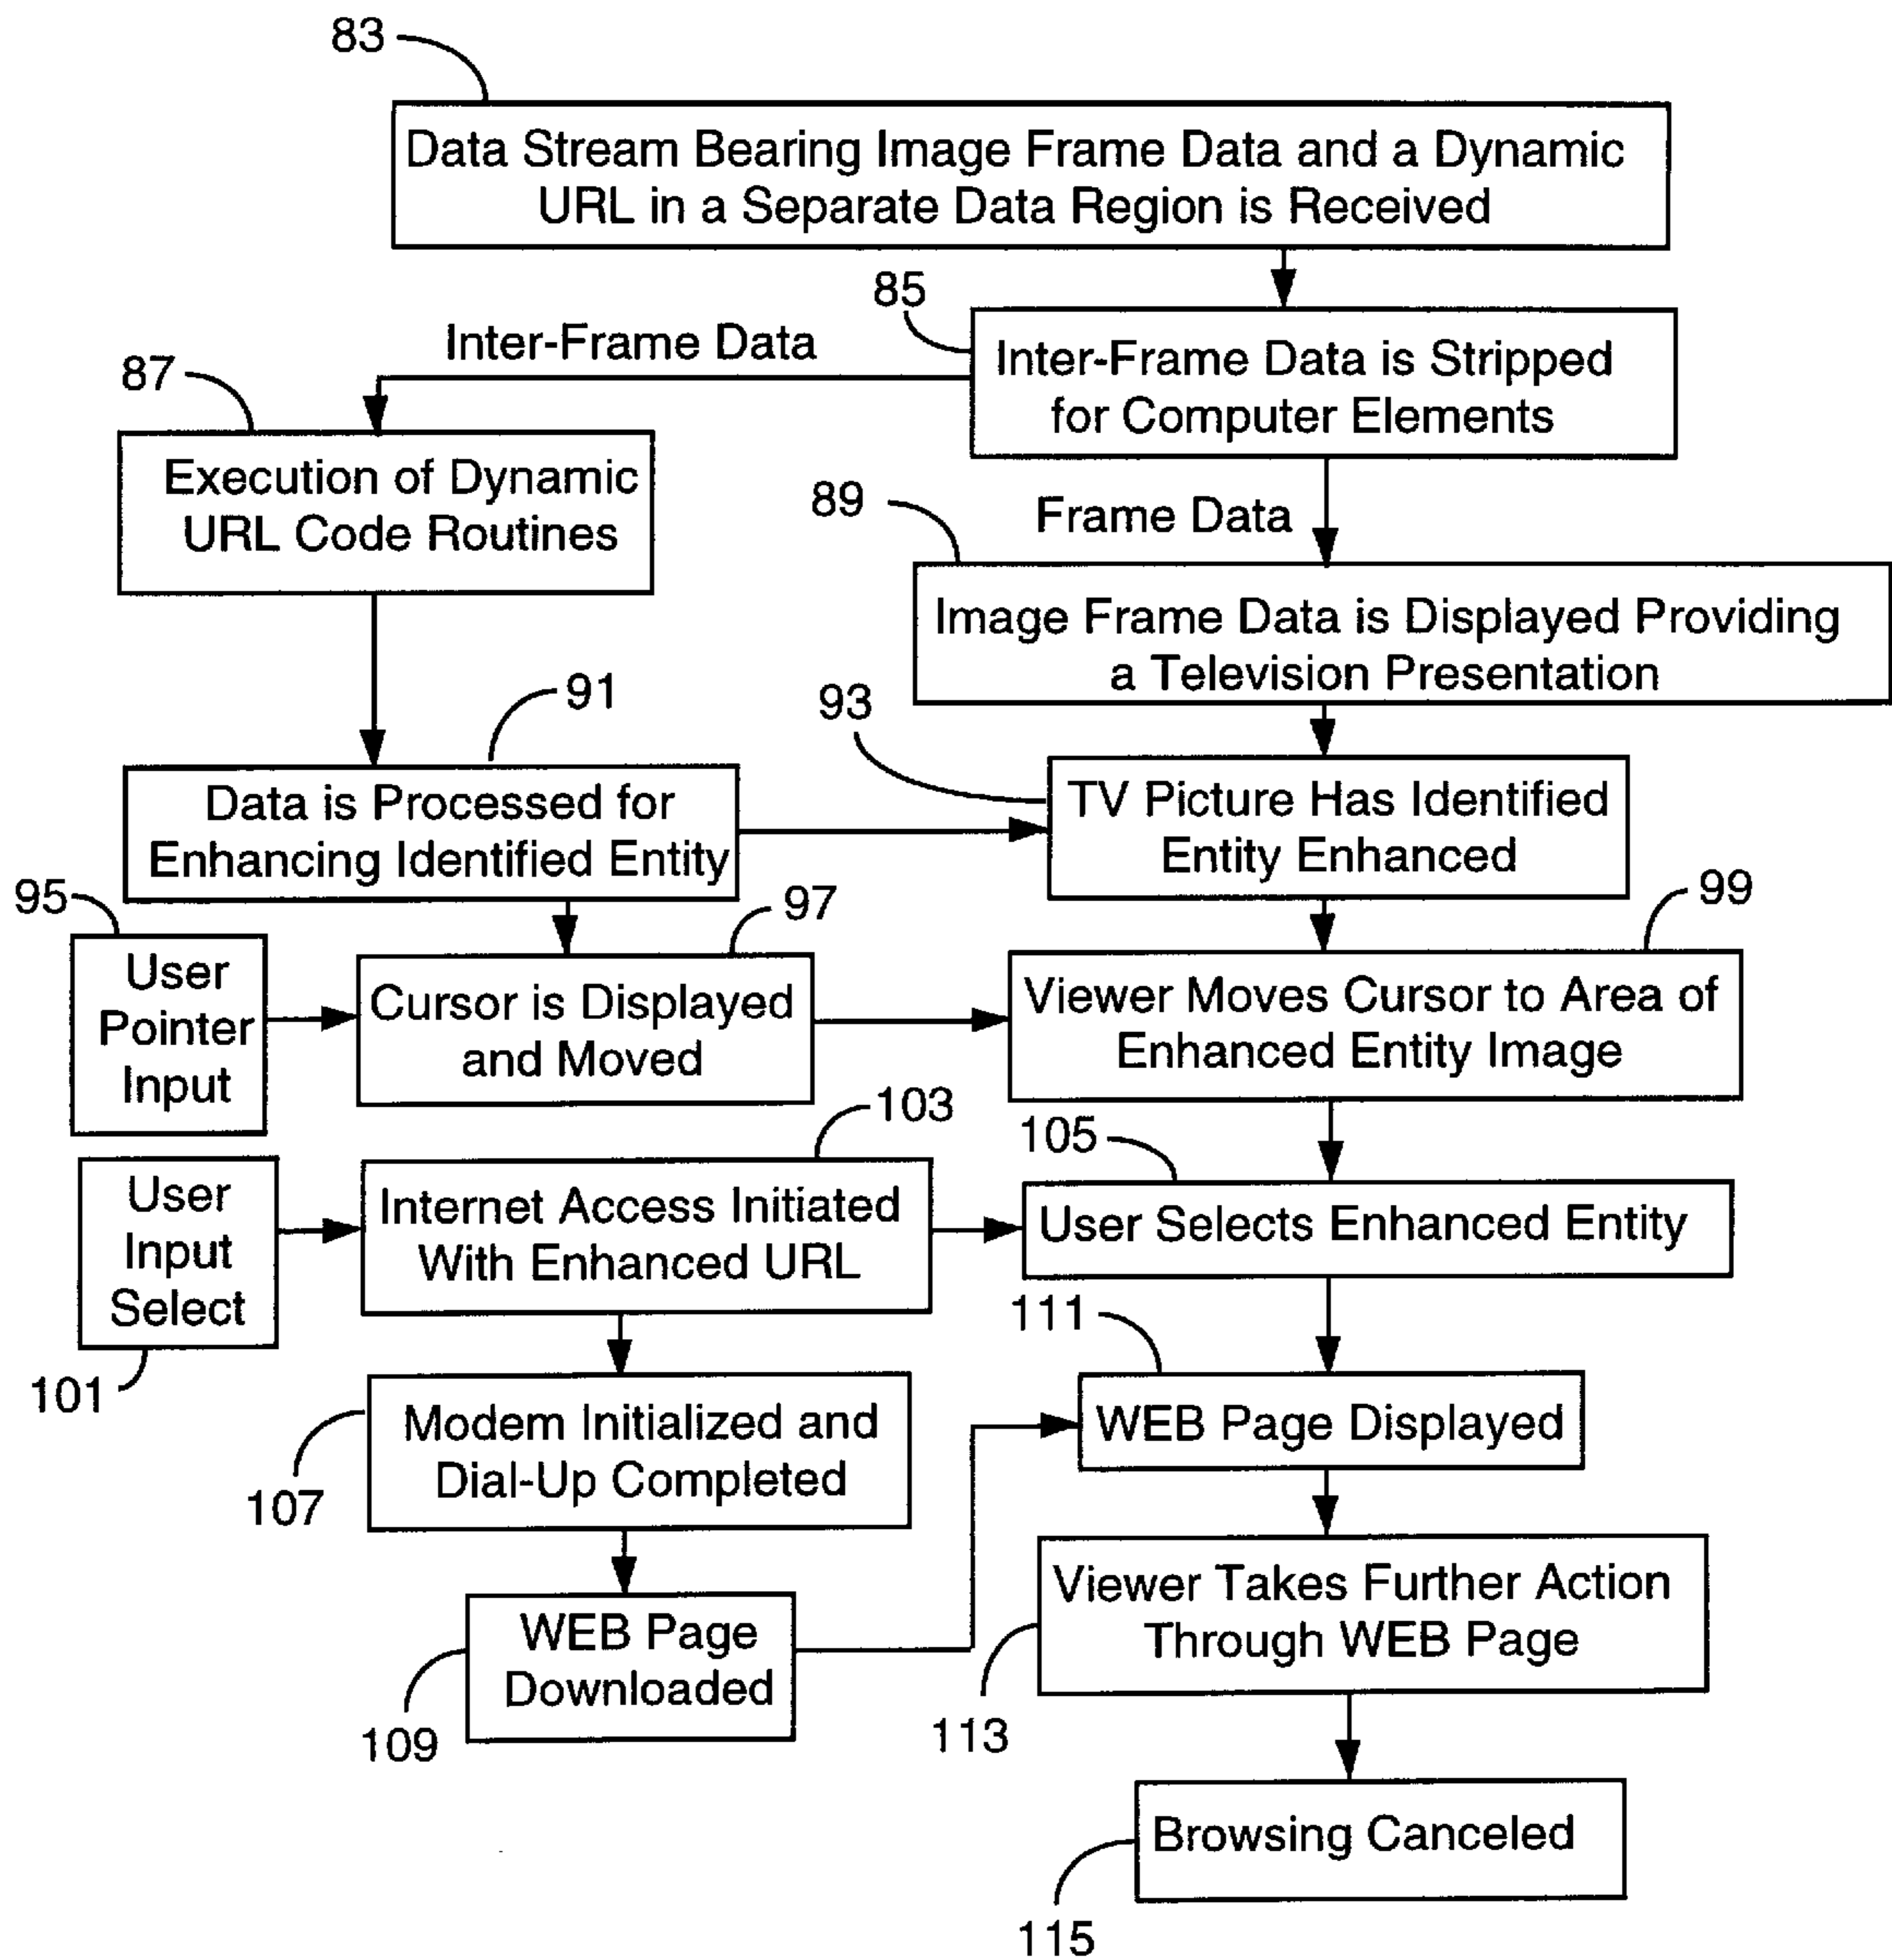 83
Data Stream Bearing Image Frame Data and a Dynamic
URL in a Separate Data Region is Received
85
Inter-Frame Data
Inter-Frame Data is Stripped
for Computer Elements
87
Execution of Dynamic
URL Code Routines
89
Frame Data
Image Frame Data is Displayed Providing
a Television Presentation
91
Data is Processed for
Enhancing Identified Entity
93
TV Picture Has Identified
Entity Enhanced
95
User
Pointer
Input
97
Cursor is Displayed
and Moved
99
Viewer Moves Cursor to Area of
Enhanced Entity Image
User
Input
Select
101
103
Internet Access Initiated
With Enhanced URL
105
User Selects Enhanced Entity
Modem Initialized and
Dial-Up Completed
107
111
WEB Page Displayed
WEB Page
Downloaded
109
Viewer Takes Further Action
Through WEB Page
113
Browsing Canceled
115